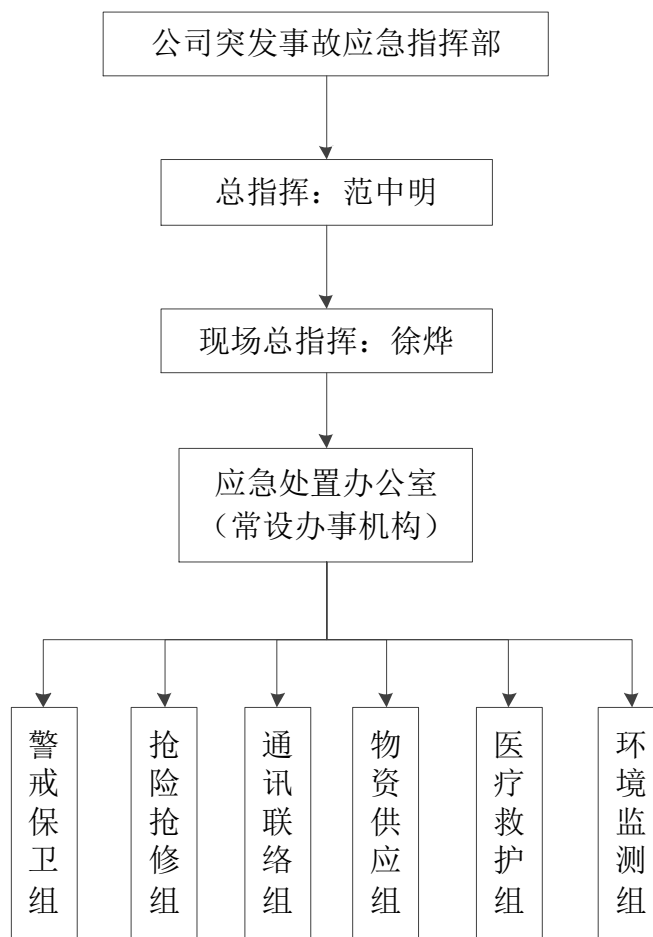 公司突发事故应急指挥部
总指挥：范中明
现场总指挥：徐烨
应急处置办公室
（常设办事机构）
警戒保卫组
抢险抢修组
通讯联络组
物资供应组
医疗救护组
环境监测组